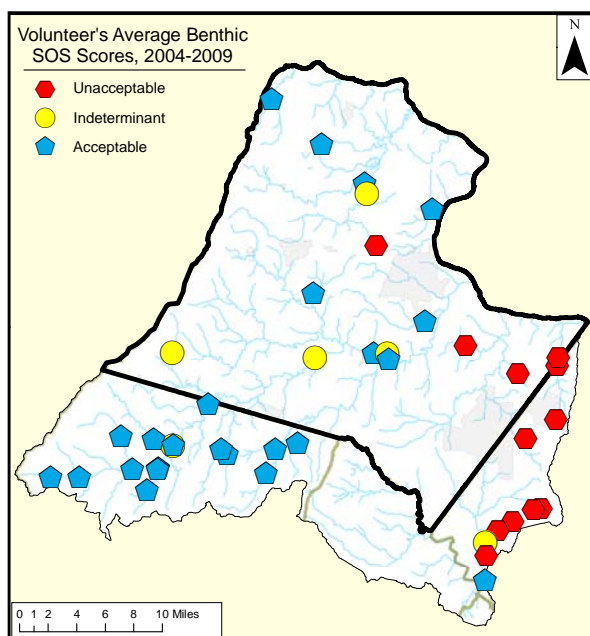 Volunteer's Average Benthic
SOS Scores, 2004-2009
Unacceptable
Indeterminant
Acceptable
N
0 1 2 4 6 8 10 Miles